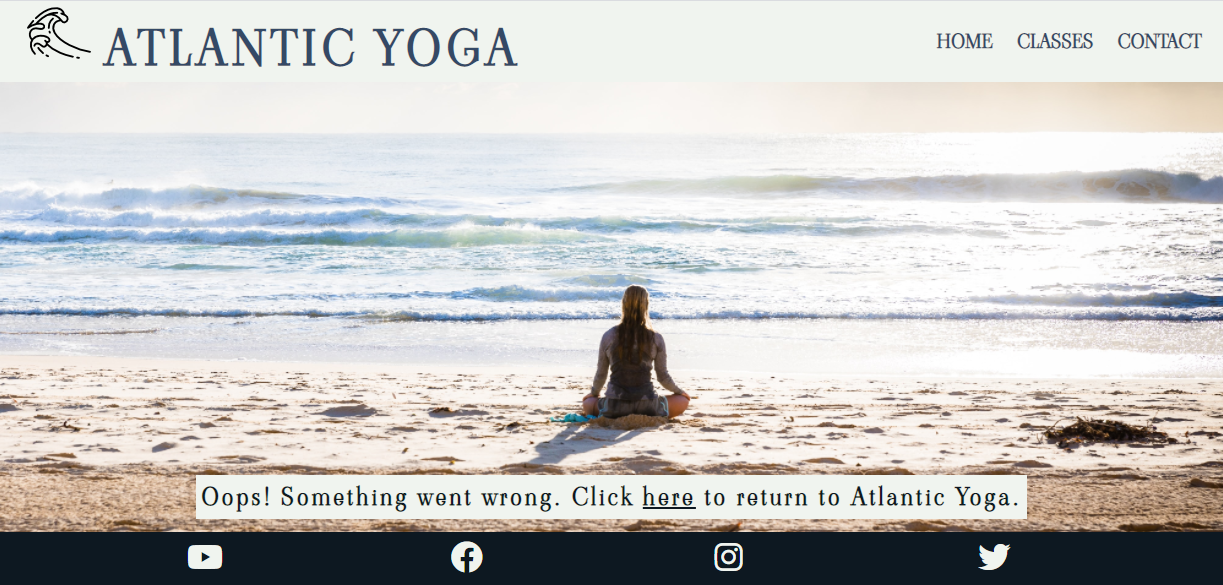 ATLANTIC YOGA
HOME CLASSES CONTACT
Oops! Something went wrong. Click here to return to Atlantic Yoga.